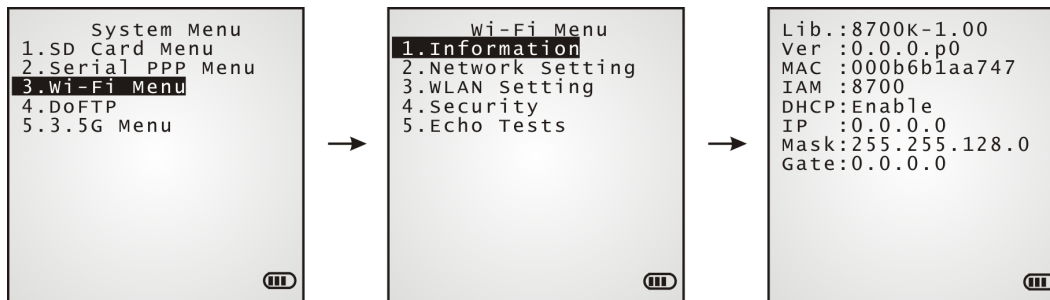 System Menu
1.SD Card Menu
2.Serial PPP Menu
3.Wi-Fi Menu
4.DoFTP
5.3.5G Menu
Wi-Fi Menu
1.Information
2.Network Setting
3.WLAN Setting
4.Security
5.Echo Tests
Lib.:8700K-1.00
Ver :0.0.0.p0
MAC :000b6b1aa747
IAM :8700
DHCP:Enable
IP :0.0.0.0
Mask:255.255.128.0
Gate:0.0.0.0